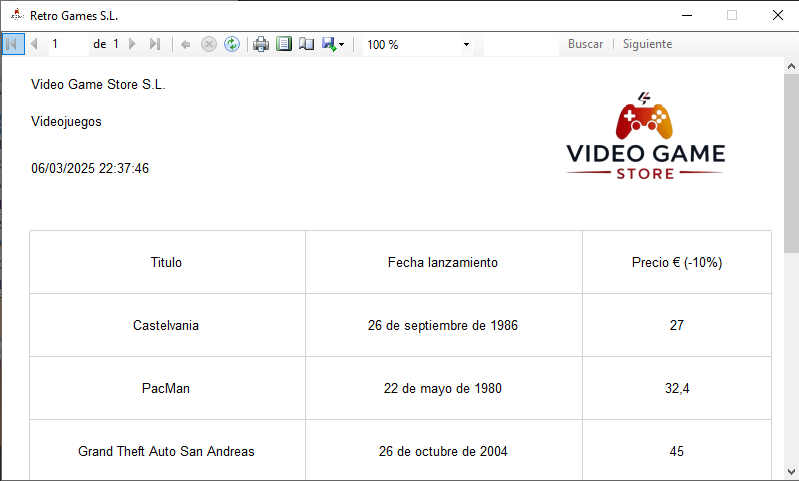 Retro Games S.L.
1 de 1 100 % Buscar | Siguiente
Video Game Store S.L.
Videojuegos
06/03/2025 22:37:46
VIDEO GAME
STORE
Titulo Fecha lanzamiento Precio € (-10%)
Castelvania 26 de septiembre de 1986 27
PacMan 22 de mayo de 1980 32,4
Grand Theft Auto San Andreas 26 de octubre de 2004 45